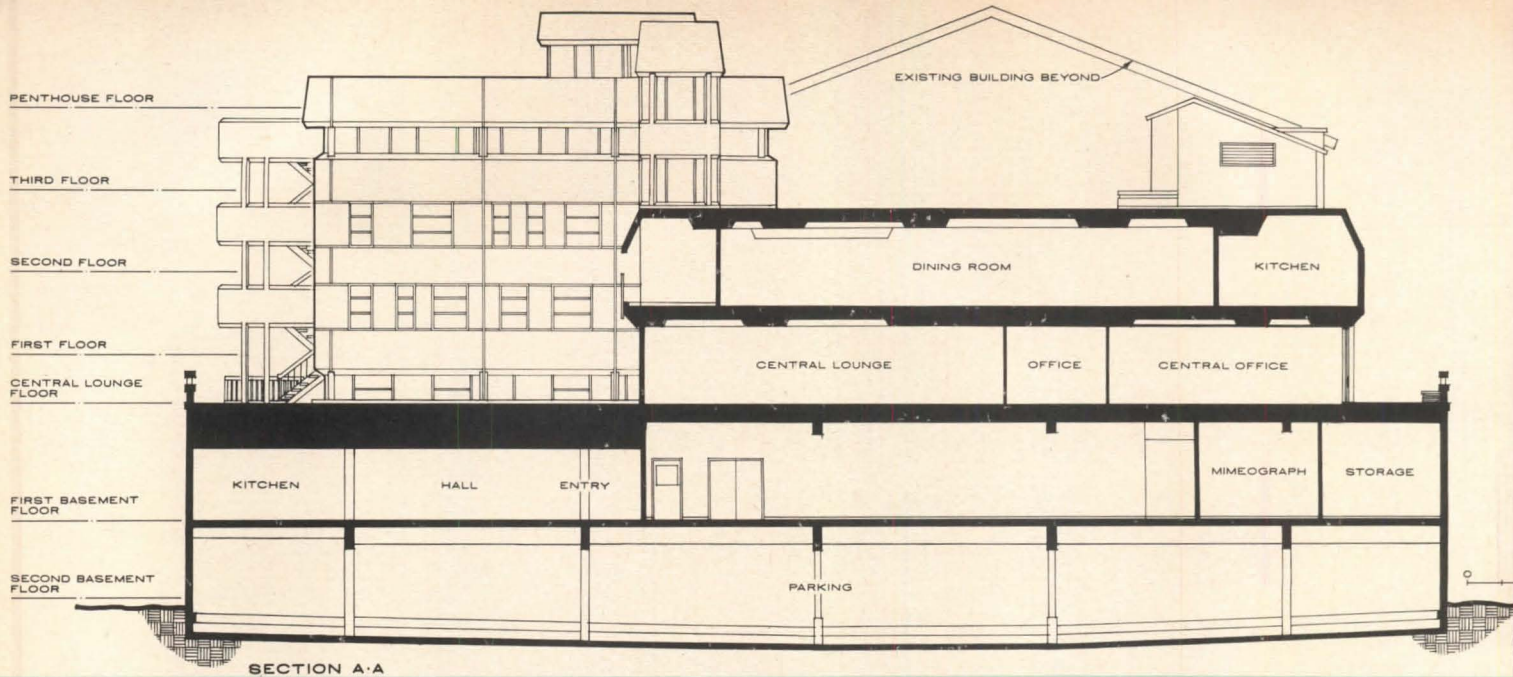 EXISTING BUILDING BEYOND
PENTHOUSE FLOOR
THIRD FLOOR
SECOND FLOOR
DINING ROOM
KITCHEN
FIRST FLOOR
CENTRAL LOUNGE
OFFICE
CENTRAL OFFICE
CENTRAL LOUNGE
FLOOR
KITCHEN
HALL
ENTRY
MIMEOGRAPH
STORAGE
FIRST BASEMENT
FLOOR
SECOND BASEMENT
FLOOR
PARKING
0
SECTION A·A